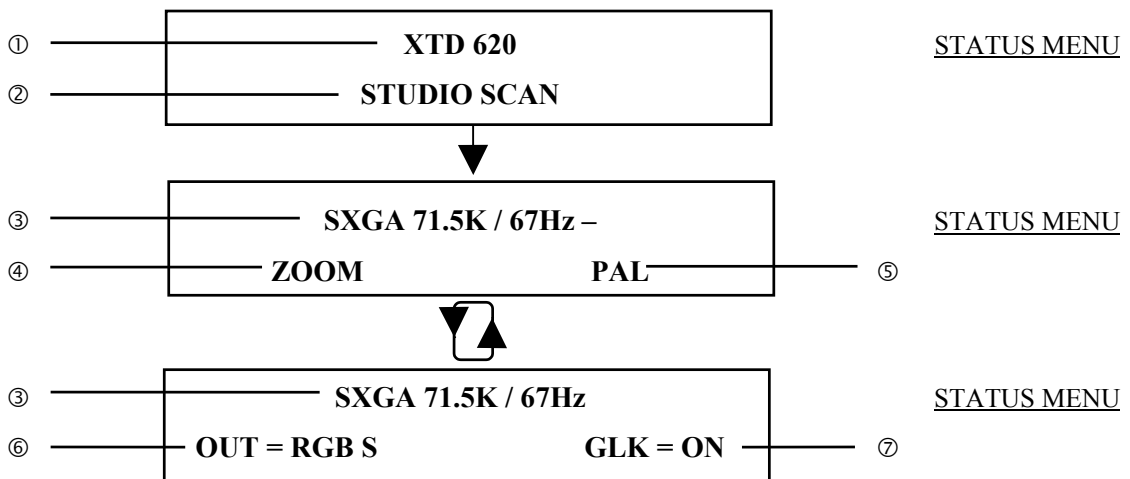 ① XTD 620 STATUS MENU
② STUDIO SCAN
③ SXGA 71.5K / 67Hz – STATUS MENU
④ ZOOM PAL ⑤
③ SXGA 71.5K / 67Hz STATUS MENU
⑥ OUT = RGB S GLK = ON ⑦